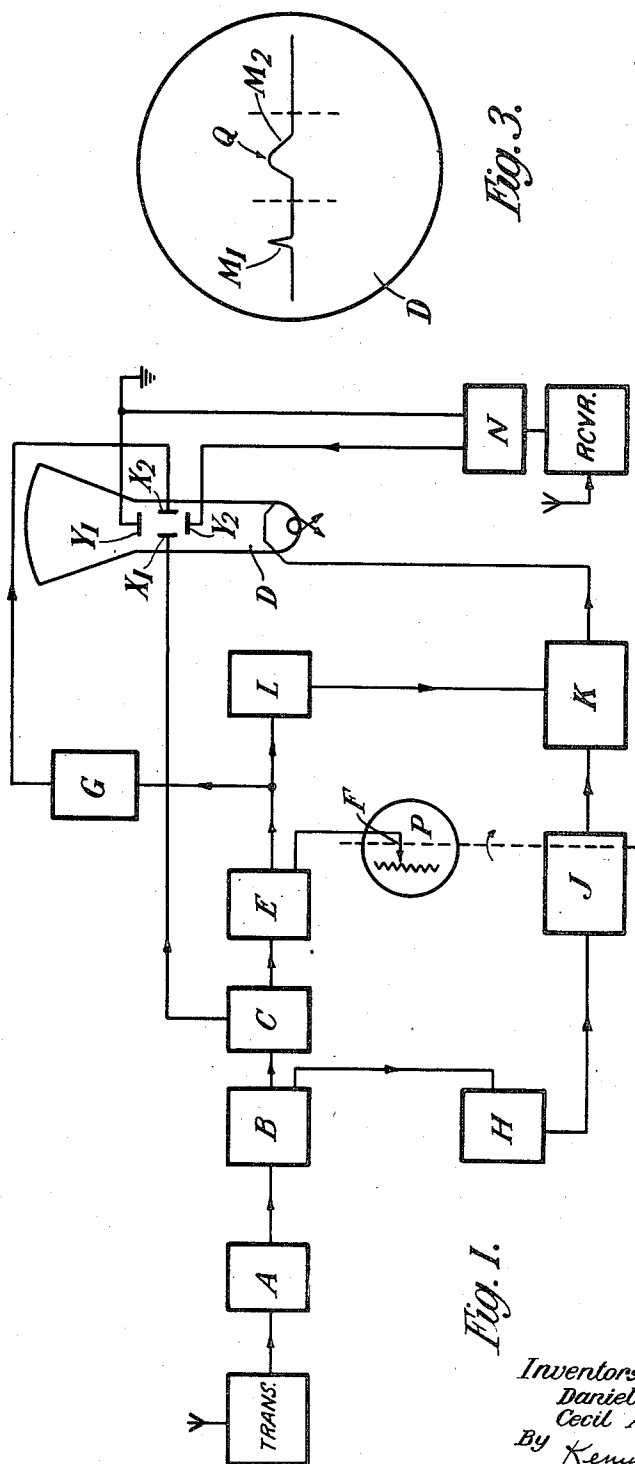 M1
Q
M2
D
Fig. 3.
Y1
X2
X1
Y2
D
N
RCVR.
G
L
K
F
P
E
J
C
B
H
A
TRANS.
Fig. 1.
Inventors
Daniel
Cecil
By